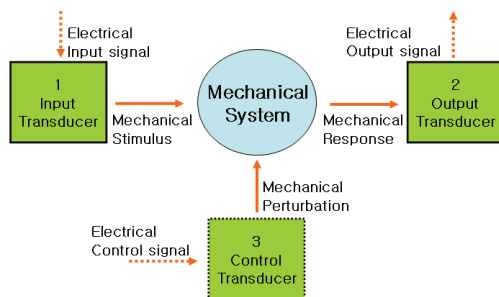 Electrical
Input signal
1
Input
Transducer
Mechanical
Stimulus
Mechanical
System
Mechanical
Response
Electrical
Output signal
2
Output
Transducer
Mechanical
Perturbation
Electrical
Control signal
3
Control
Transducer